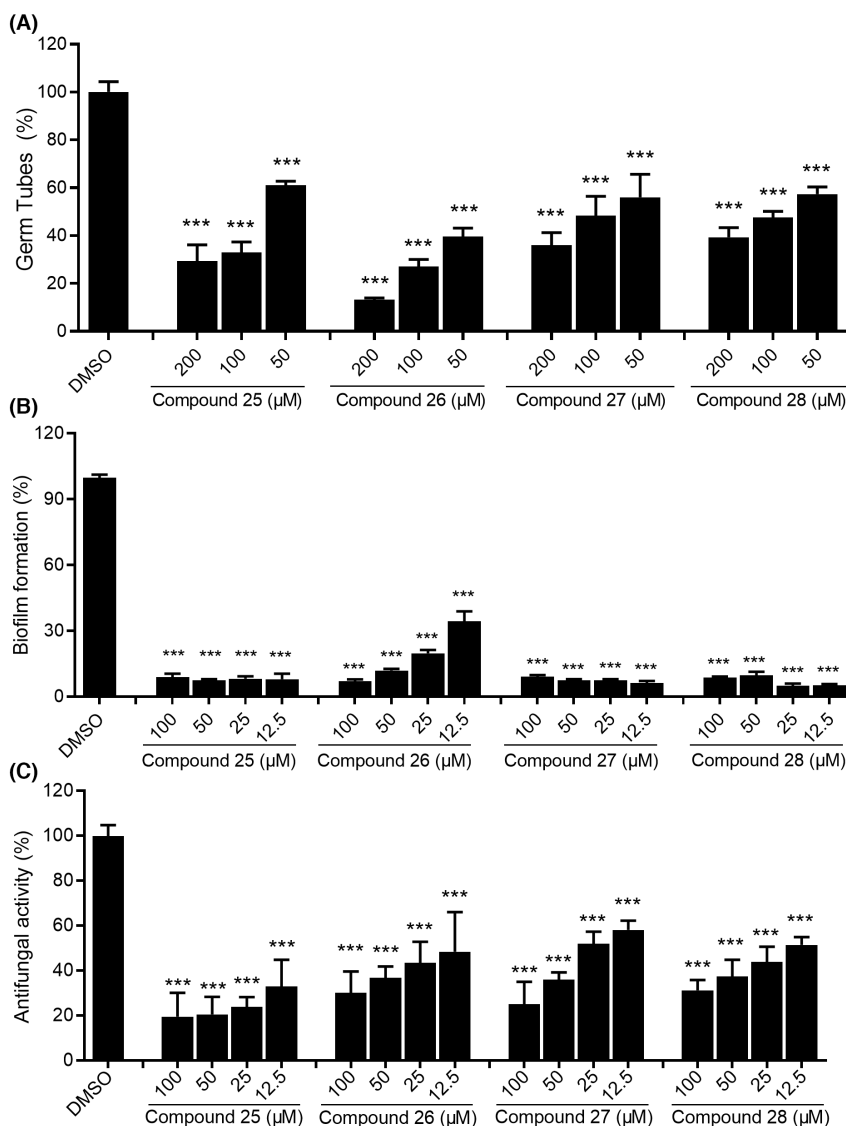 (A)
120
100
80
60
40
20
0
Germ Tubes (%)
*** *** *** *** *** *** *** *** *** *** *** ***
DMSO 200 100 50 200 100 50 200 100 50 200 100 50
Compound 25 (µM) Compound 26 (µM) Compound 27 (µM) Compound 28 (µM)
(B)
120
90
60
30
0
Biofilm formation (%)
*** *** *** *** *** *** *** *** *** *** *** *** *** *** *** ***
DMSO 100 50 25 12.5 100 50 25 12.5 100 50 25 12.5 100 50 25 12.5
Compound 25 (µM) Compound 26 (µM) Compound 27 (µM) Compound 28 (µM)
(C)
120
100
80
60
40
20
0
Antifungal activity (%)
*** *** *** *** *** *** *** *** *** *** *** *** *** *** *** ***
DMSO 100 50 25 12.5 100 50 25 12.5 100 50 25 12.5 100 50 25 12.5
Compound 25 (µM) Compound 26 (µM) Compound 27 (µM) Compound 28 (µM)